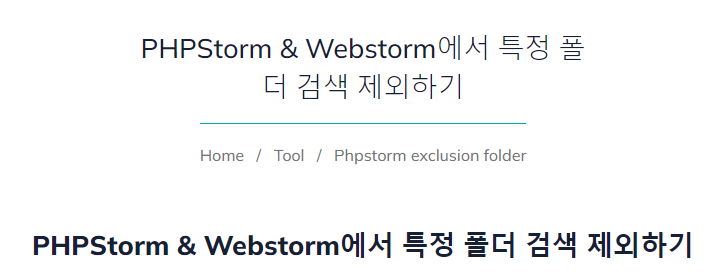 PHPStorm & Webstorm에서 특정 폴
더 검색 제외하기
Home / Tool / Phpstorm exclusion folder
PHPStorm & Webstorm에서 특정 폴더 검색 제외하기